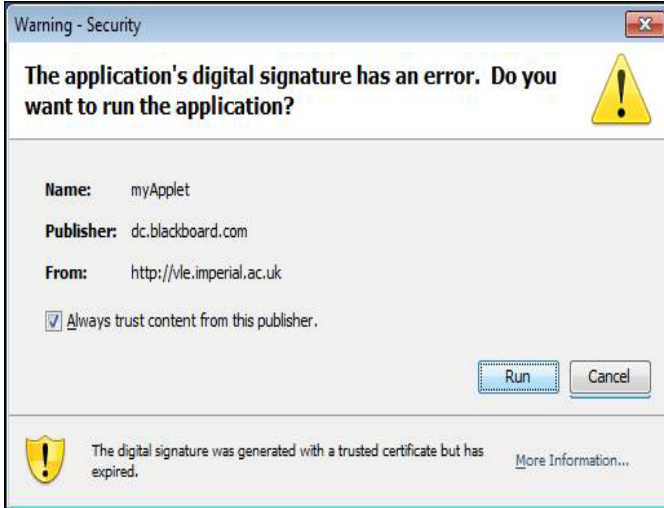 Warning - Security
The application's digital signature has an error. Do you
want to run the application?
Name: myApplet
Publisher: dc.blackboard.com
From: http://vle.imperial.ac.uk
Always trust content from this publisher.
Run Cancel
The digital signature was generated with a trusted certificate but has
expired.
More Information...